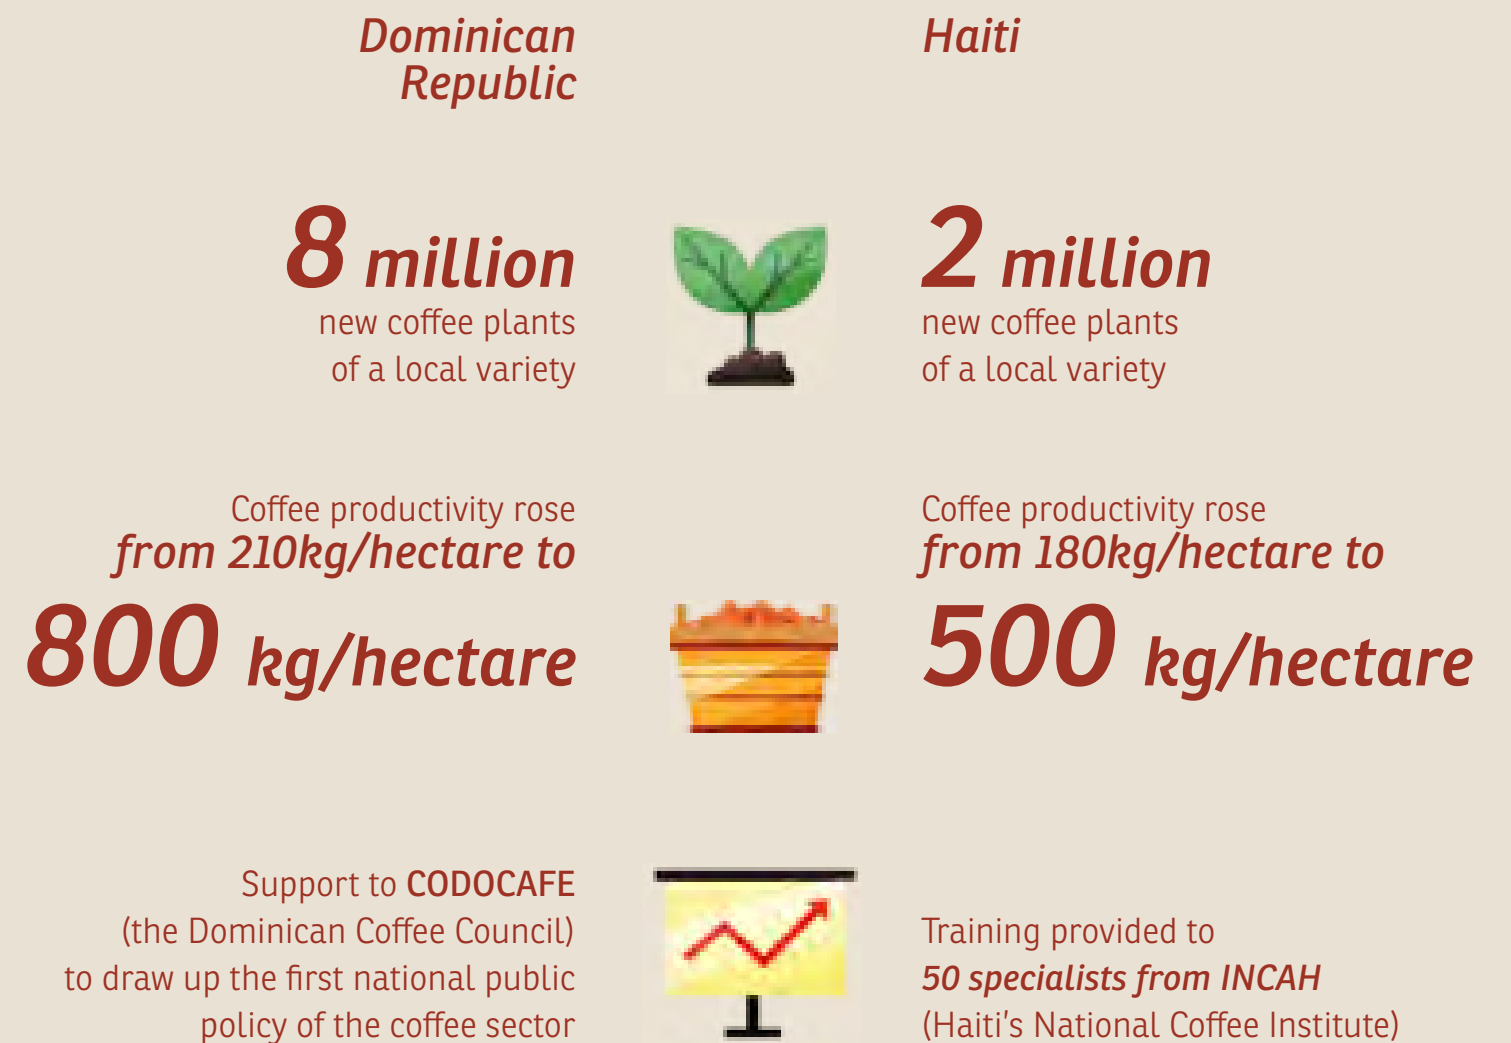 Dominican
Republic
Haiti
8 million
new coffee plants
of a local variety
2 million
new coffee plants
of a local variety
Coffee productivity rose
from 210kg/hectare to
800 kg/hectare
Coffee productivity rose
from 180kg/hectare to
500 kg/hectare
Support to CODOCAFE
(the Dominican Coffee Council)
to draw up the first national public
policy of the coffee sector
Training provided to
50 specialists from INCAH
(Haiti's National Coffee Institute)